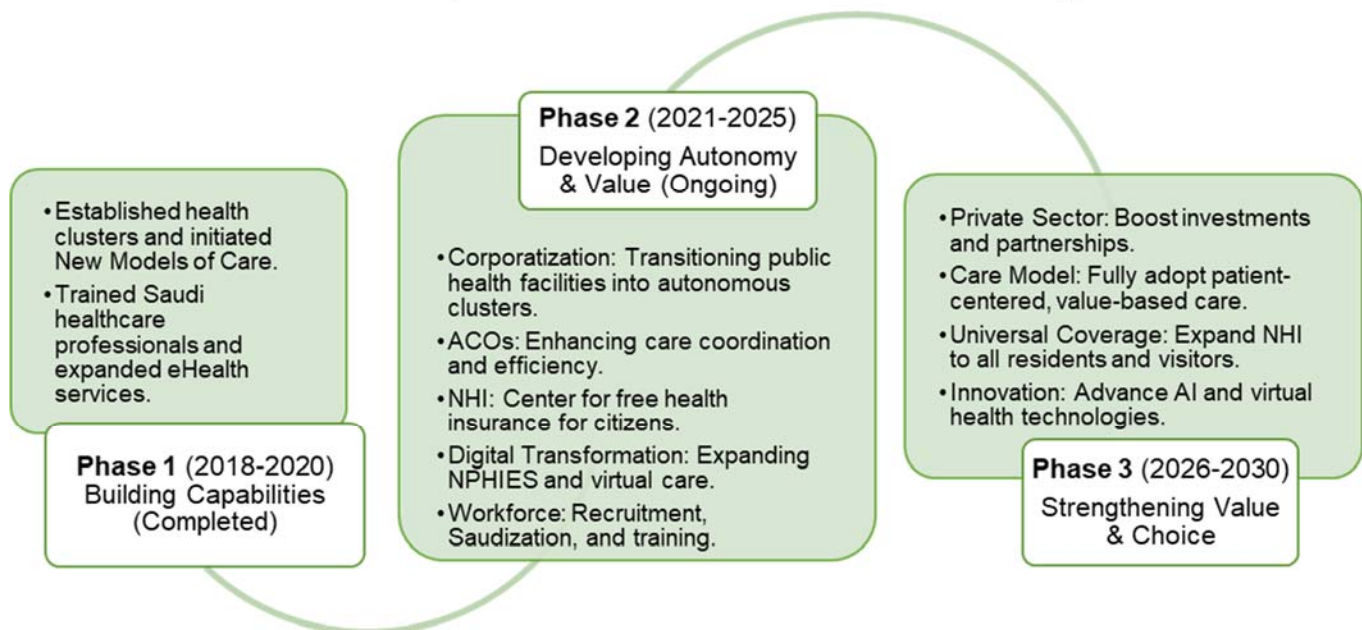 • Established health
clusters and initiated
New Models of Care.
• Trained Saudi
healthcare
professionals and
expanded eHealth
services.
Phase 1 (2018-2020)
Building Capabilities
(Completed)
Phase 2 (2021-2025)
Developing Autonomy
& Value (Ongoing)
• Corporatization: Transitioning public
health facilities into autonomous
clusters.
• ACOs: Enhancing care coordination
and efficiency.
• NHI: Center for free health
insurance for citizens.
• Digital Transformation: Expanding
NPHIES and virtual care.
• Workforce: Recruitment,
Saudization, and training.
• Private Sector: Boost investments
and partnerships.
• Care Model: Fully adopt patient-
centered, value-based care.
• Universal Coverage: Expand NHI
to all residents and visitors.
• Innovation: Advance AI and virtual
health technologies.
Phase 3 (2026-2030)
Strengthening Value
& Choice